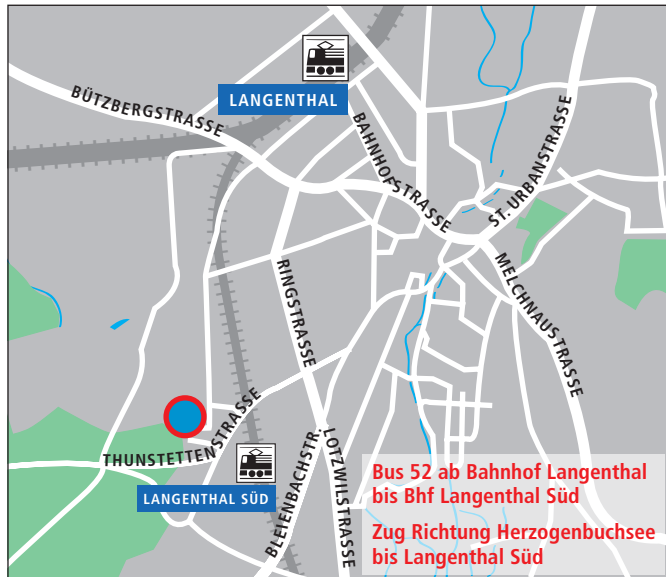 LANGENTHAL
BÜTZBERGSTRASSE
BAHNHOFSTRASSE
ST. URBANSTRASSE
RINGSTRASSE
MELCHNAUSTRASSE
THUNSTETTENSTRASSE
LANGENTHAL SÜD
BLEIENBACHSTR.
LOTZWILSTRASSE
Bus 52 ab Bahnhof Langenthal
bis Bhf Langenthal Süd
Zug Richtung Herzogenbuchsee
bis Langenthal Süd